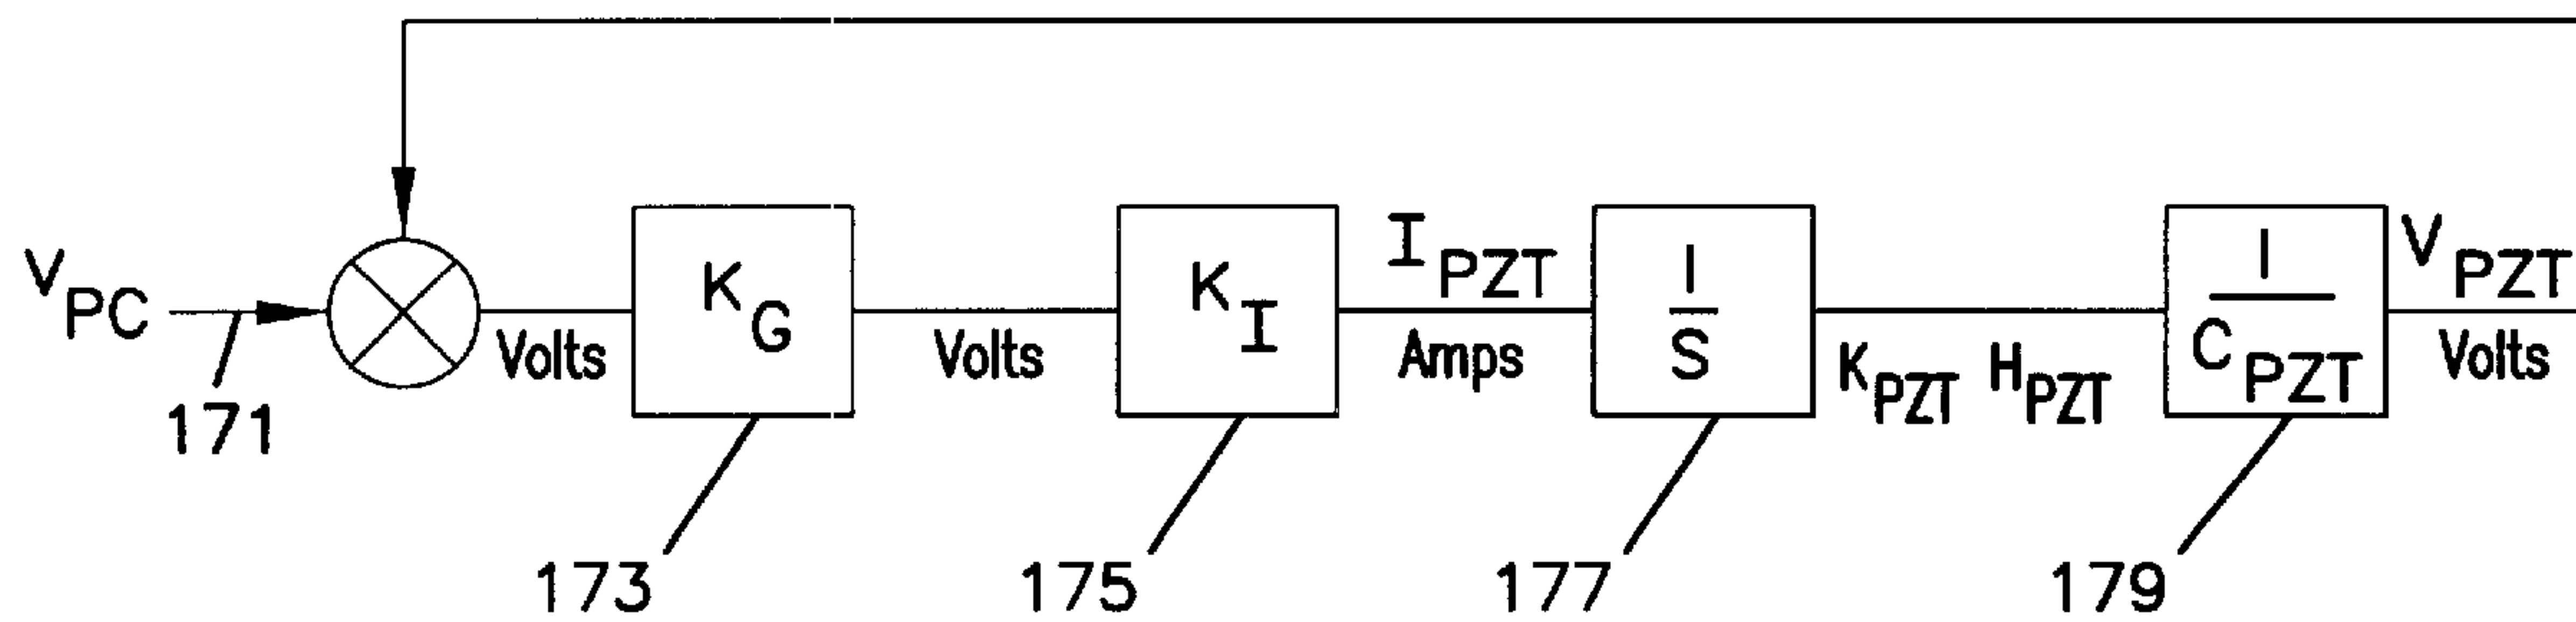 V PC
171
Volts
K G
173
Volts
K I
175
I PZT
Amps
I
S
177
K PZT H PZT
I
C PZT
179
V PZT
Volts